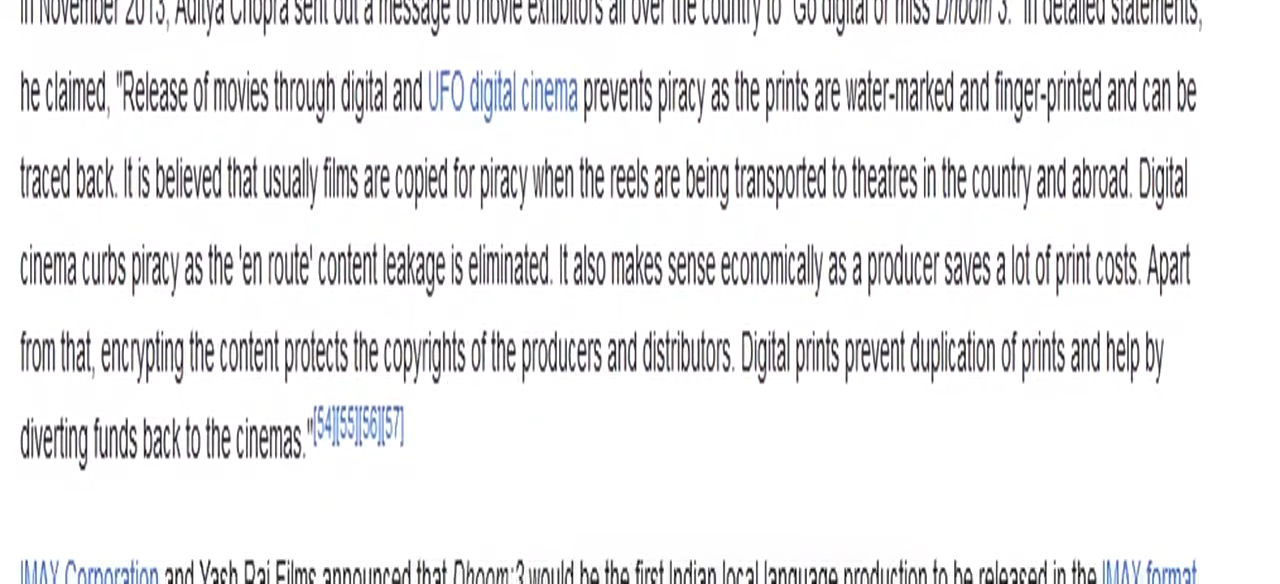 In November 2013, Aditya Chopra sent out a message to movie exhibitors all over the country to "Go digital or miss Dhoom 3." In detailed statements,
he claimed, "Release of movies through digital and UFO digital cinema prevents piracy as the prints are water-marked and finger-printed and can be
traced back. It is believed that usually films are copied for piracy when the reels are being transported to theatres in the country and abroad. Digital
cinema curbs piracy as the 'en route' content leakage is eliminated. It also makes sense economically as a producer saves a lot of print costs. Apart
from that, encrypting the content protects the copyrights of the producers and distributors. Digital prints prevent duplication of prints and help by
diverting funds back to the cinemas."[54][55][56][57]
IMAX Corporation and Yash Raj Films announced that Dhoom:3 would be the first Indian local language production to be released in the IMAX format